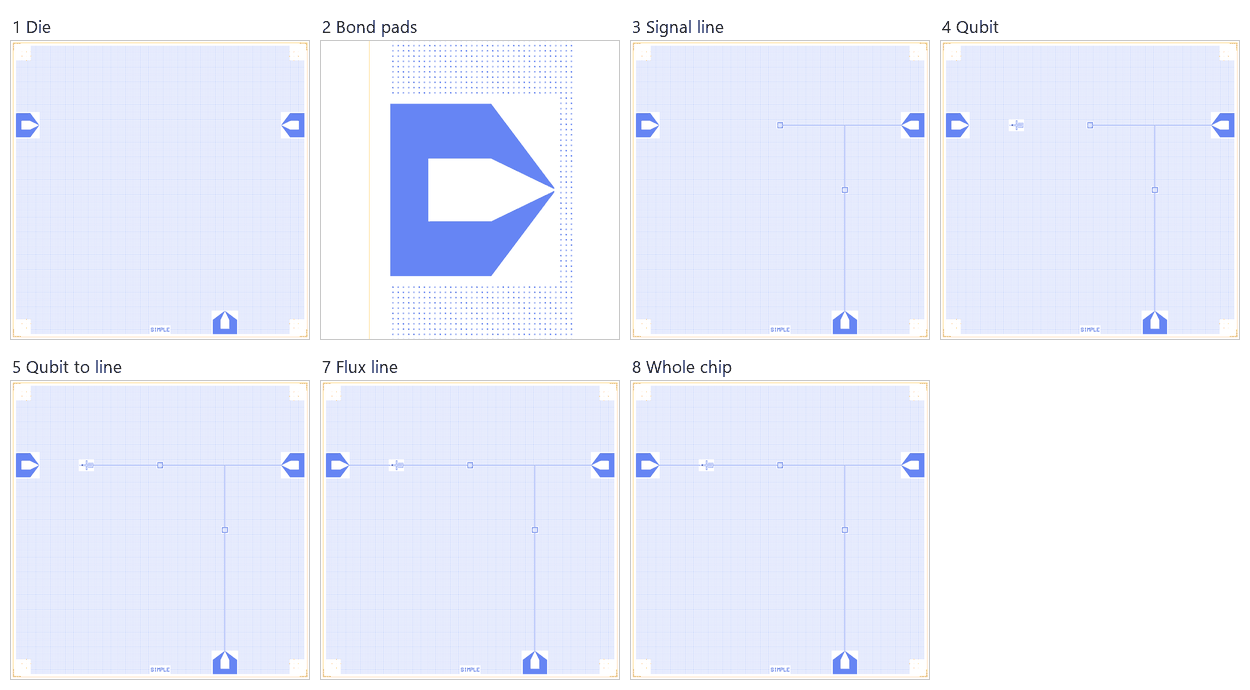 1 Die
2 Bond pads
3 Signal line
4 Qubit
SIMPLE
SIMPLE
SIMPLE
5 Qubit to line
7 Flux line
8 Whole chip
SIMPLE
SIMPLE
SIMPLE